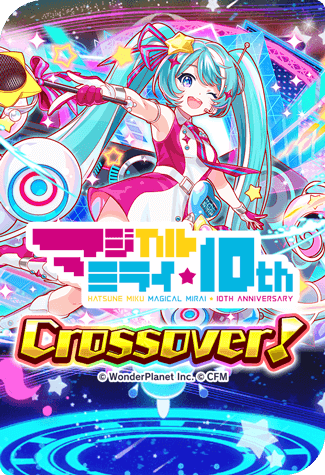 マジカル
ミライ★10th
HATSUNE MIKU MAGICAL MIRAI ★ 10TH ANNIVERSARY
Crossover!
© WonderPlanet Inc. © CFM